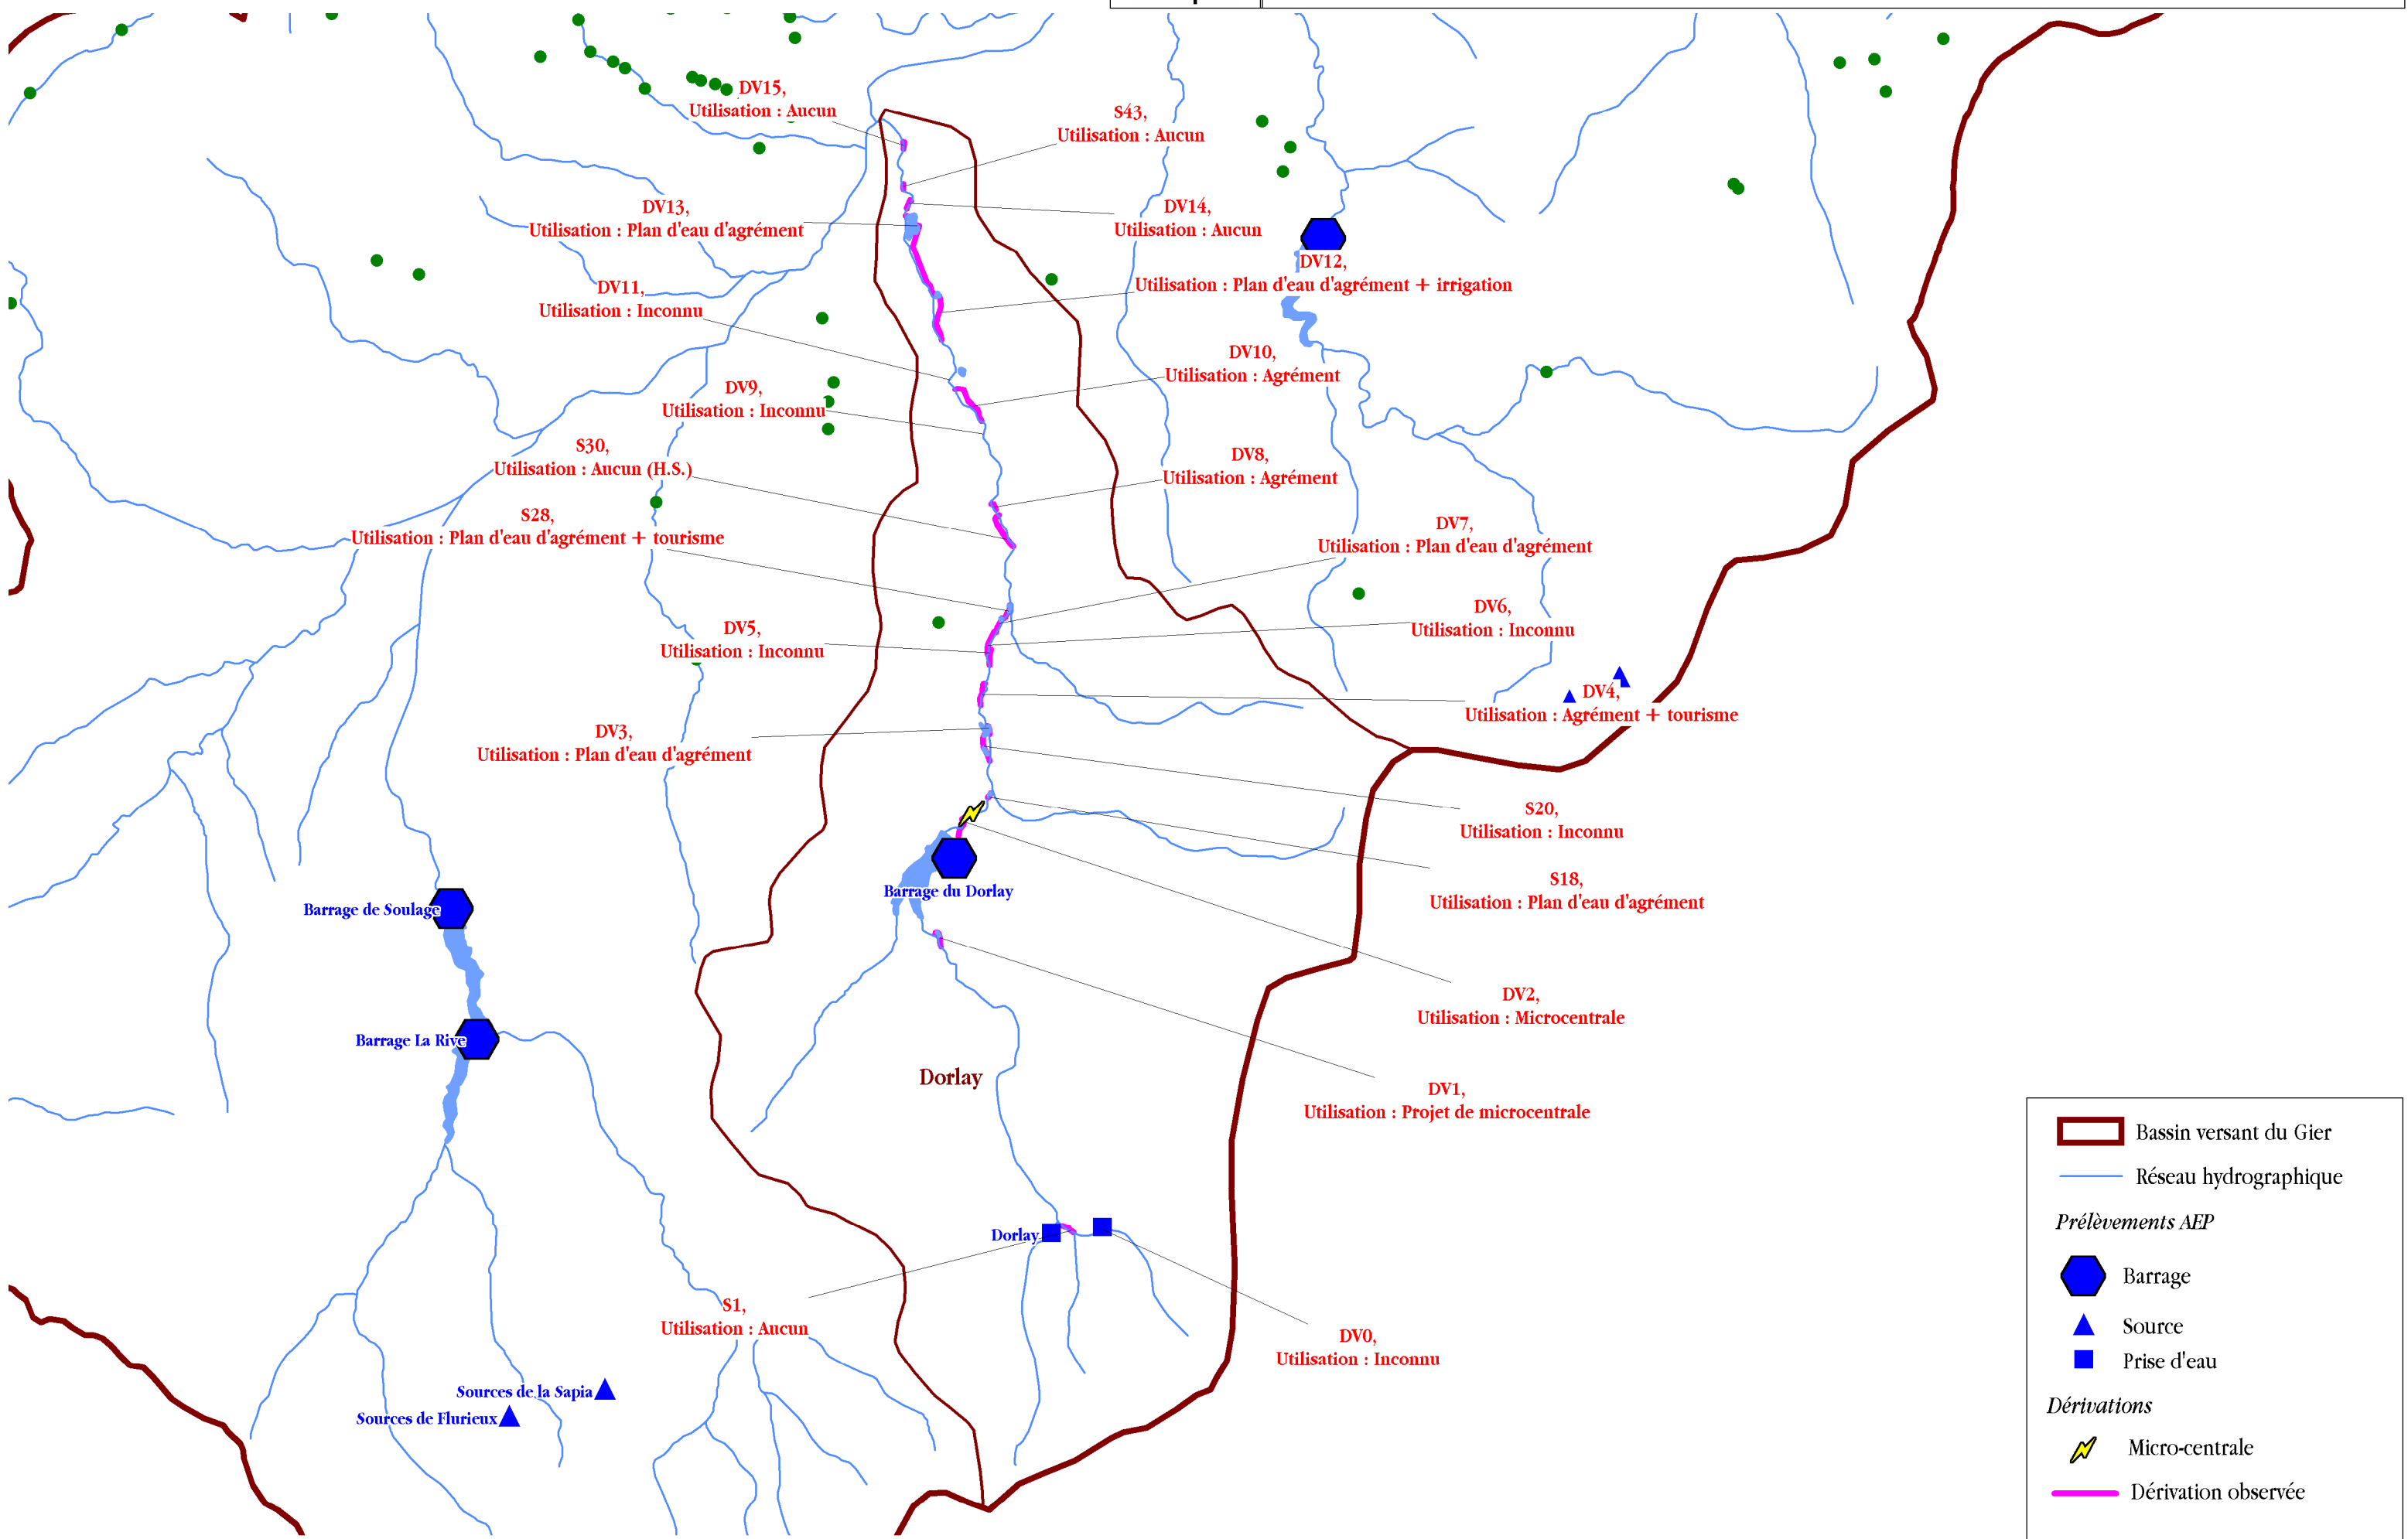 DV15,
Utilisation : Aucun
S43,
Utilisation : Aucun
DV13,
Utilisation : Plan d'eau d'agrément
DV14,
Utilisation : Aucun
DV12,
Utilisation : Plan d'eau d'agrément + irrigation
DV11,
Utilisation : Inconnu
DV10,
Utilisation : Agrément
DV9,
Utilisation : Inconnu
S30,
Utilisation : Aucun (H.S.)
DV8,
Utilisation : Agrément
S28,
Utilisation : Plan d'eau d'agrément + tourisme
DV7,
Utilisation : Plan d'eau d'agrément
DV6,
Utilisation : Inconnu
DV5,
Utilisation : Inconnu
DV4,
Utilisation : Agrément + tourisme
DV3,
Utilisation : Plan d'eau d'agrément
S20,
Utilisation : Inconnu
S18,
Utilisation : Plan d'eau d'agrément
Barrage du Dorlay
Barrage de Soulage
DV2,
Utilisation : Microcentrale
Barrage La Rive
Dorlay
DV1,
Utilisation : Projet de microcentrale
Dorlay
S1,
Utilisation : Aucun
DV0,
Utilisation : Inconnu
Sources de la Sapia
Sources de Flurieux
Bassin versant du Gier
Réseau hydrographique
Prélèvements AEP
Barrage
Source
Prise d'eau
Dérivations
Micro-centrale
Dérivation observée